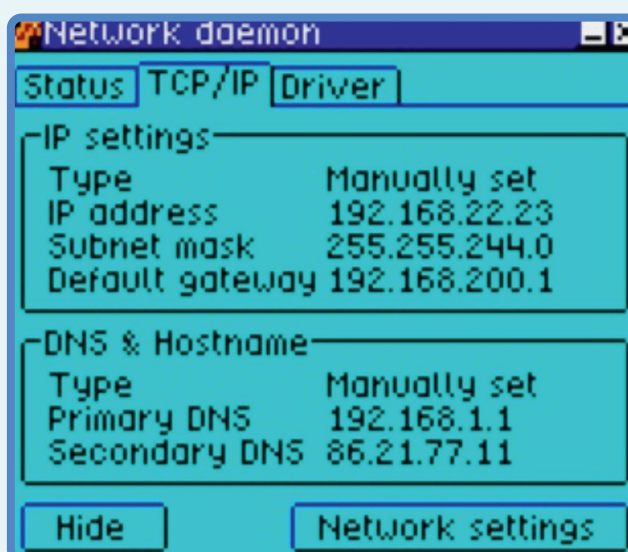 Network daemon
Status TCP/IP Driver
IP settings
Type Manually set
IP address 192.168.22.23
Subnet mask 255.255.244.0
Default gateway 192.168.200.1
DNS & Hostname
Type Manually set
Primary DNS 192.168.1.1
Secondary DNS 86.21.77.11
Hide Network settings